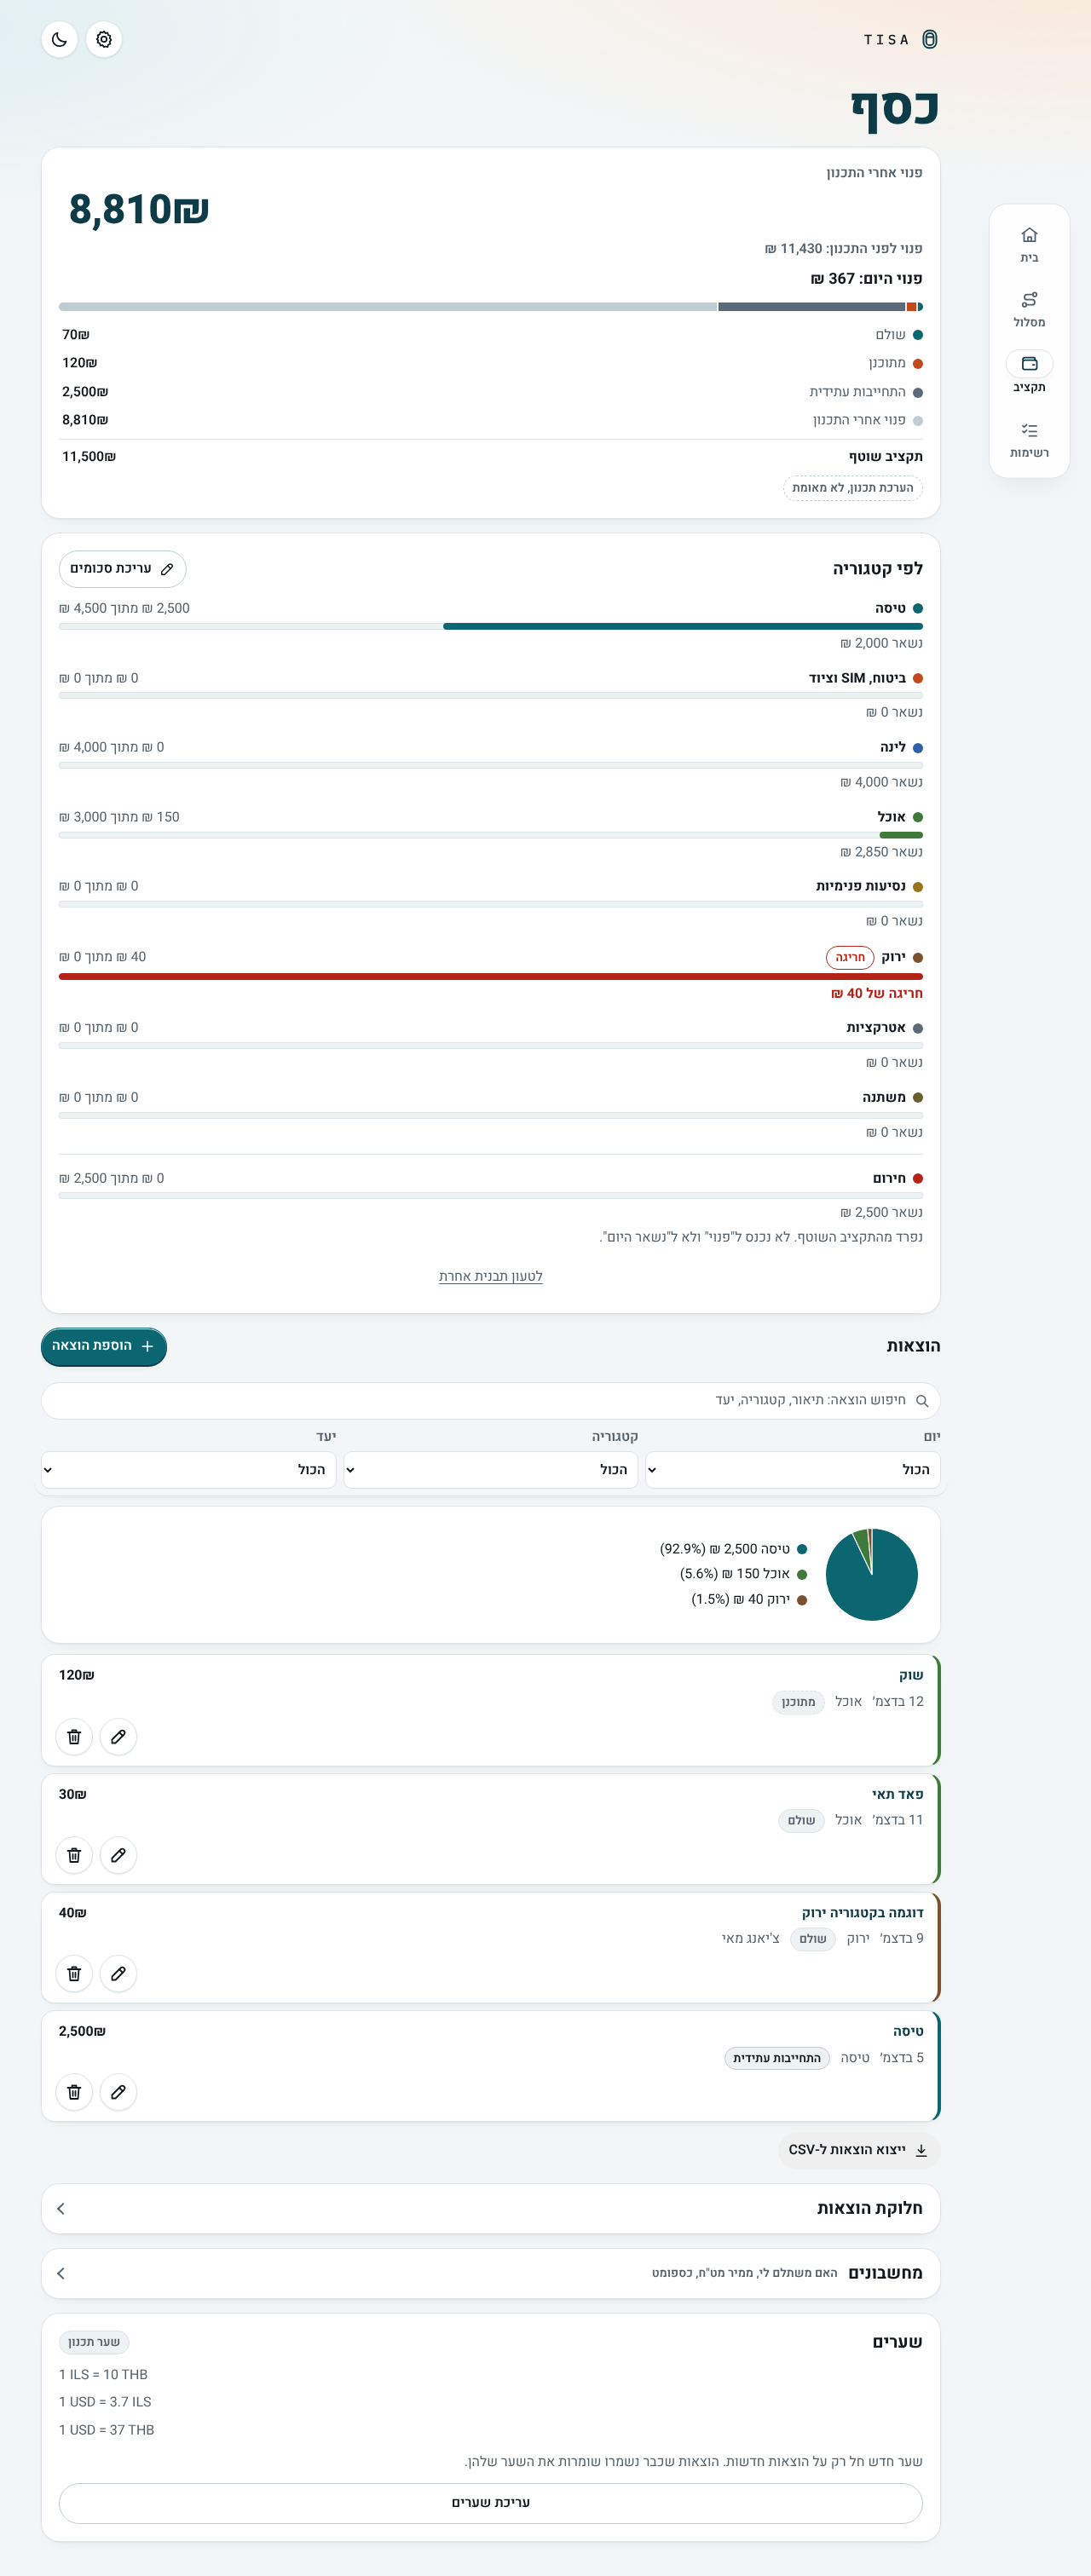 TISA
כסף
בית
מסלול
תקציב
רשימות
פנוי אחרי התכנון
8,810₪
פנוי לפני התכנון: 11,430 ₪
פנוי היום: 367 ₪
שולם 70₪
מתוכנן 120₪
התחייבות עתידית 2,500₪
פנוי אחרי התכנון 8,810₪
תקציב שוטף 11,500₪
הערכת תכנון, לא מאומת
לפי קטגוריה עריכת סכומים
טיסה 2,500 ₪ מתוך 4,500 ₪
נשאר 2,000 ₪
ביטוח, SIM וציוד 0 ₪ מתוך 0 ₪
נשאר 0 ₪
לינה 0 ₪ מתוך 4,000 ₪
נשאר 4,000 ₪
אוכל 150 ₪ מתוך 3,000 ₪
נשאר 2,850 ₪
נסיעות פנימיות 0 ₪ מתוך 0 ₪
נשאר 0 ₪
ירוק חריגה 40 ₪ מתוך 0 ₪
חריגה של 40 ₪
אטרקציות 0 ₪ מתוך 0 ₪
נשאר 0 ₪
משתנה 0 ₪ מתוך 0 ₪
נשאר 0 ₪
חירום 0 ₪ מתוך 2,500 ₪
נשאר 2,500 ₪
נפרד מהתקציב השוטף. לא נכנס ל"פנוי" ולא ל"נשאר היום".
לטעון תבנית אחרת
הוצאות הוספת הוצאה
חיפוש הוצאה: תיאור, קטגוריה, יעד
יום קטגוריה יעד
הכול הכול הכול
טיסה 2,500 ₪ (92.9%)
אוכל 150 ₪ (5.6%)
ירוק 40 ₪ (1.5%)
שוק 120₪
12 בדצמ׳ אוכל מתוכנן
פאד תאי 30₪
11 בדצמ׳ אוכל שולם
דוגמה בקטגוריה ירוק 40₪
9 בדצמ׳ ירוק שולם צ'יאנג מאי
טיסה 2,500₪
5 בדצמ׳ טיסה התחייבות עתידית
ייצוא הוצאות ל-CSV
חלוקת הוצאות
מחשבונים האם משתלם לי, ממיר מט"ח, כספומט
שערים שער תכנון
1 ILS = 10 THB
1 USD = 3.7 ILS
1 USD = 37 THB
שער חדש חל רק על הוצאות חדשות. הוצאות שכבר נשמרו שומרות את השער שלהן.
עריכת שערים